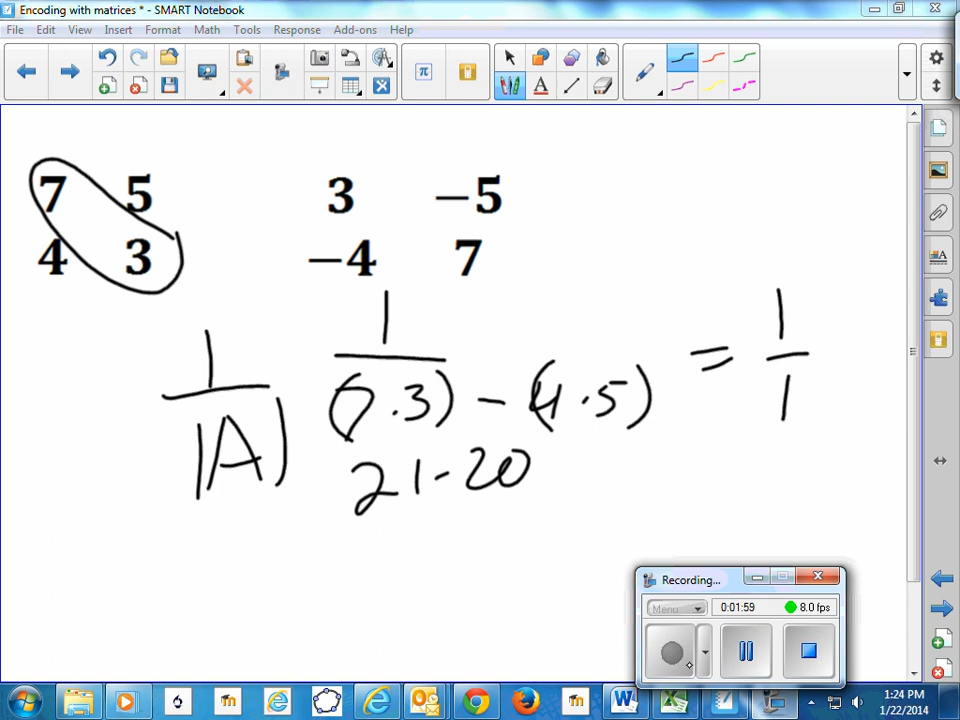 Encoding with matrices * - SMART Notebook
File Edit View Insert Format Math Tools Response Add-ons Help
7 5 3 −5
4 3 −4 7
1 1 1
|A| (7.3) - (4.5) = 1
21-20
Recording...
Menu 0:01:59 8.0 fps
1:24 PM
1/22/2014